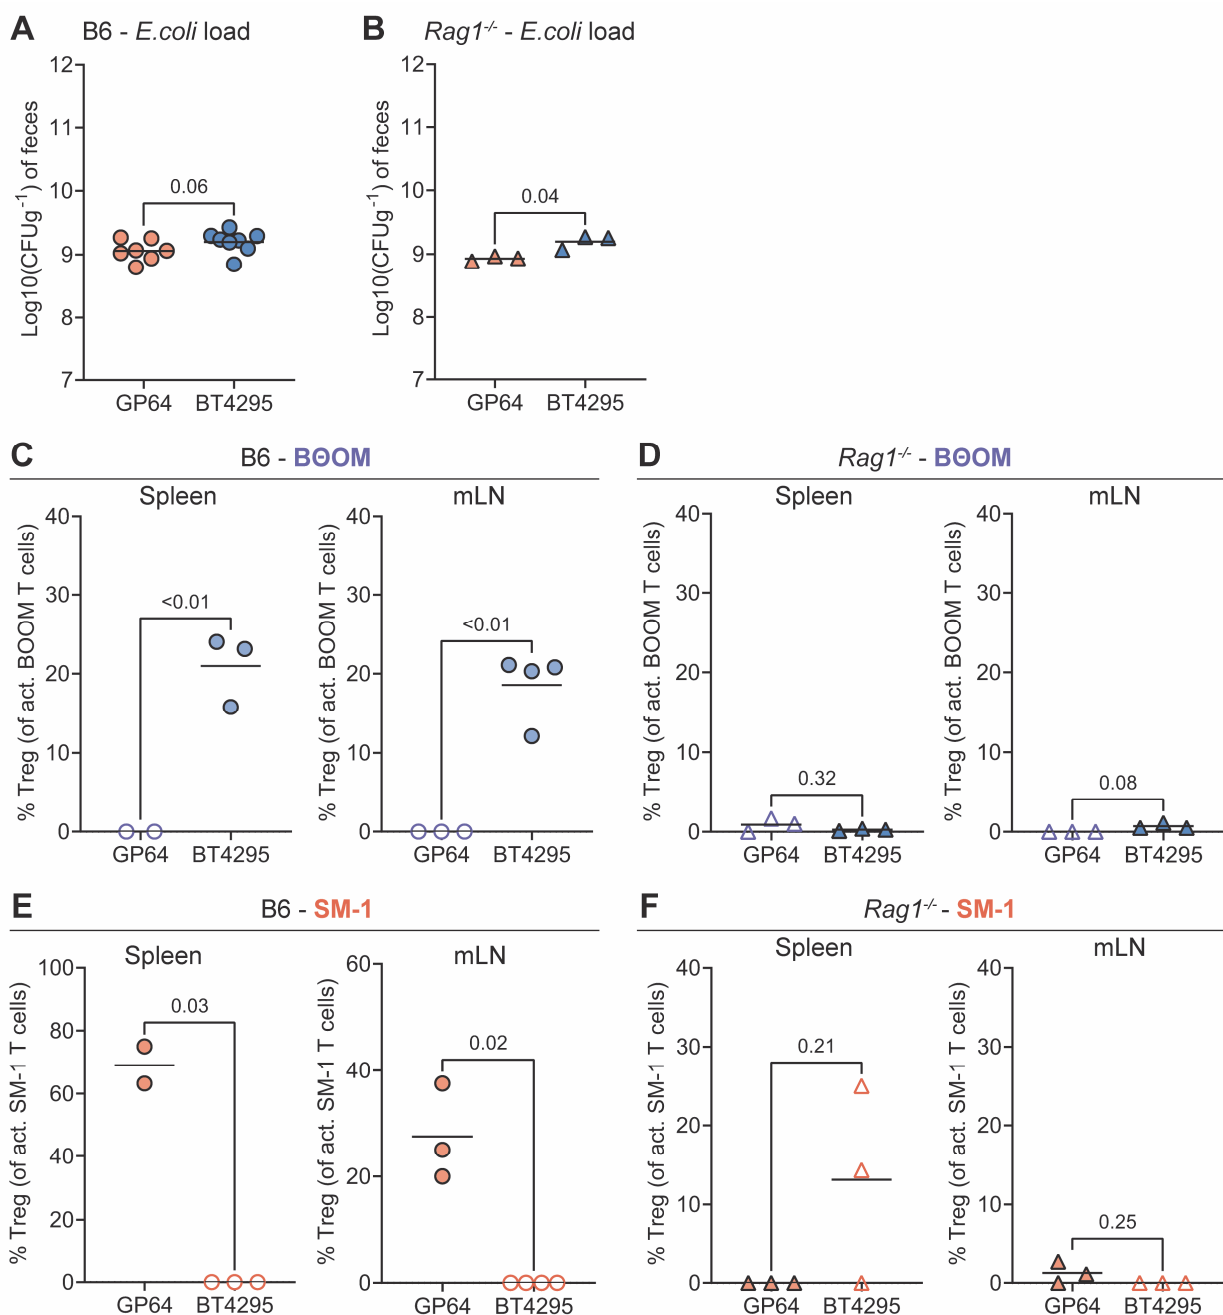 A B6 - E.coli load
B Rag1-/- - E.coli load
Log10(CFUg-1) of feces
12
11
10
9
8
7
0.06
GP64 BT4295
Log10(CFUg-1) of feces
12
11
10
9
8
7
0.04
GP64 BT4295
C B6 - BΘOM
Spleen
% Treg (of act. BOOM T cells)
40
30
20
10
0
<0.01
GP64 BT4295
mLN
% Treg (of act. BOOM T cells)
40
30
20
10
0
<0.01
GP64 BT4295
D Rag1-/- - BΘOM
Spleen
% Treg (of act. BOOM T cells)
40
30
20
10
0
0.32
GP64 BT4295
mLN
% Treg (of act. BOOM T cells)
40
30
20
10
0
0.08
GP64 BT4295
E B6 - SM-1
Spleen
% Treg (of act. SM-1 T cells)
100
80
60
40
20
0
0.03
GP64 BT4295
mLN
% Treg (of act. SM-1 T cells)
60
40
20
0
0.02
GP64 BT4295
F Rag1-/- - SM-1
Spleen
% Treg (of act. SM-1 T cells)
40
30
20
10
0
0.21
GP64 BT4295
mLN
% Treg (of act. SM-1 T cells)
40
30
20
10
0
0.25
GP64 BT4295